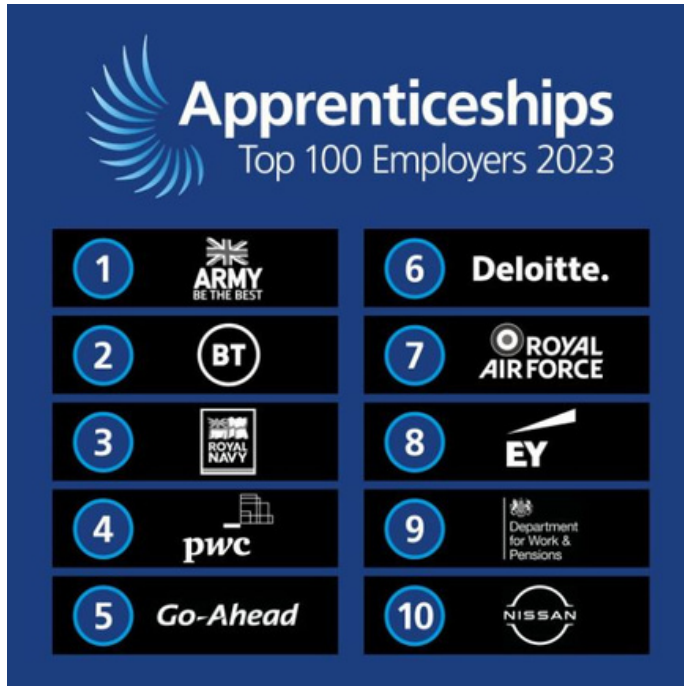 Apprenticeships
Top 100 Employers 2023
1
ARMY
BE THE BEST
2
BT
3
ROYAL
NAVY
4
pwc
5
Go-Ahead
6
Deloitte.
7
ROYAL
AIR FORCE
8
EY
9
Department
for Work &
Pensions
10
NISSAN